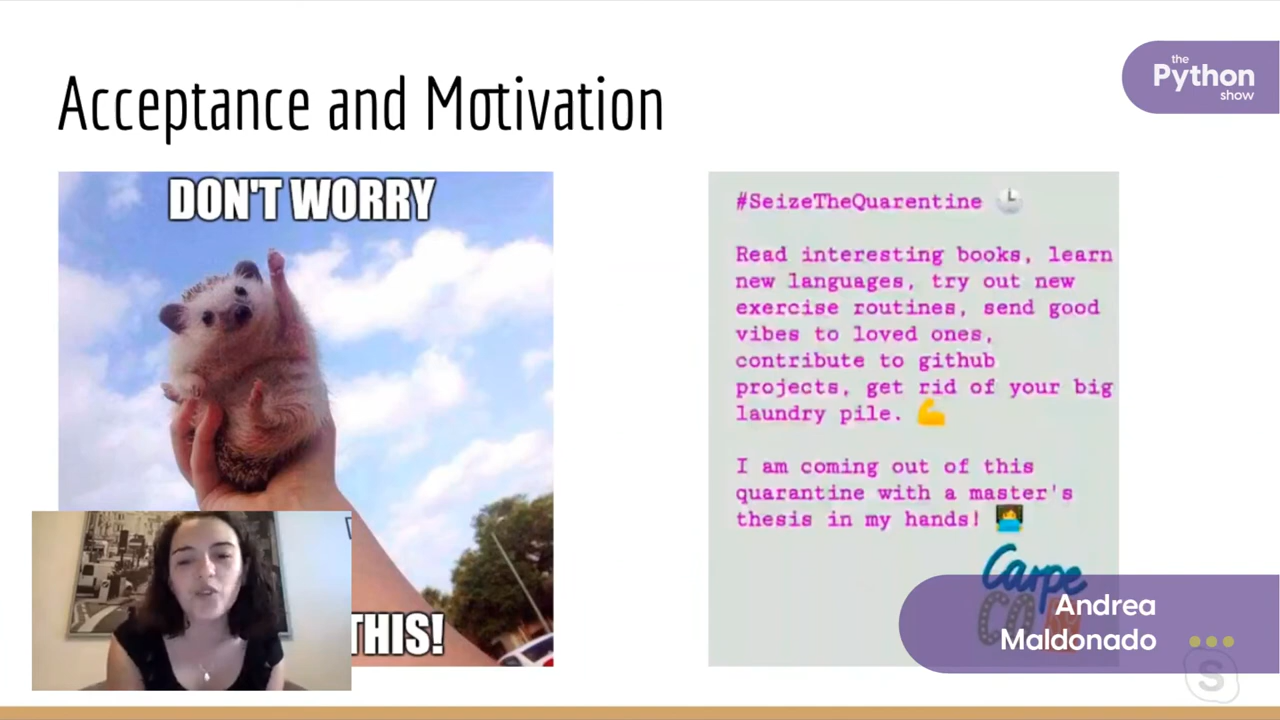 Acceptance and Motivation
the
Python
show
DON'T WORRY
THIS!
#SeizeTheQuarentine
Read interesting books, learn
new languages, try out new
exercise routines, send good
vibes to loved ones,
contribute to github
projects, get rid of your big
laundry pile.
I am coming out of this
quarantine with a master's
thesis in my hands!
Carpe
Andrea
Maldonado
S